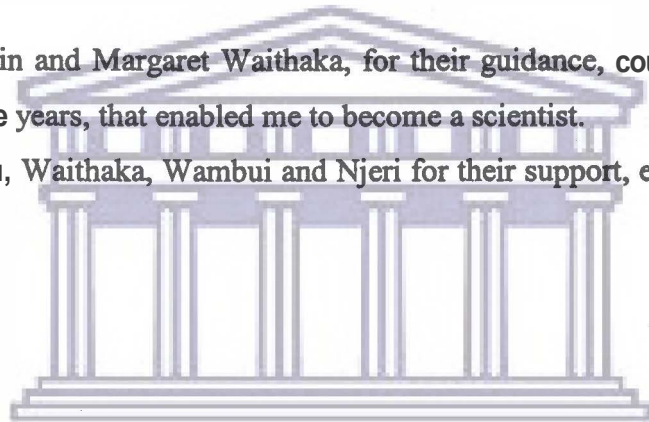 in and Margaret Waithaka, for their guidance, cou
e years, that enabled me to become a scientist.
, Waithaka, Wambui and Njeri for their support, e